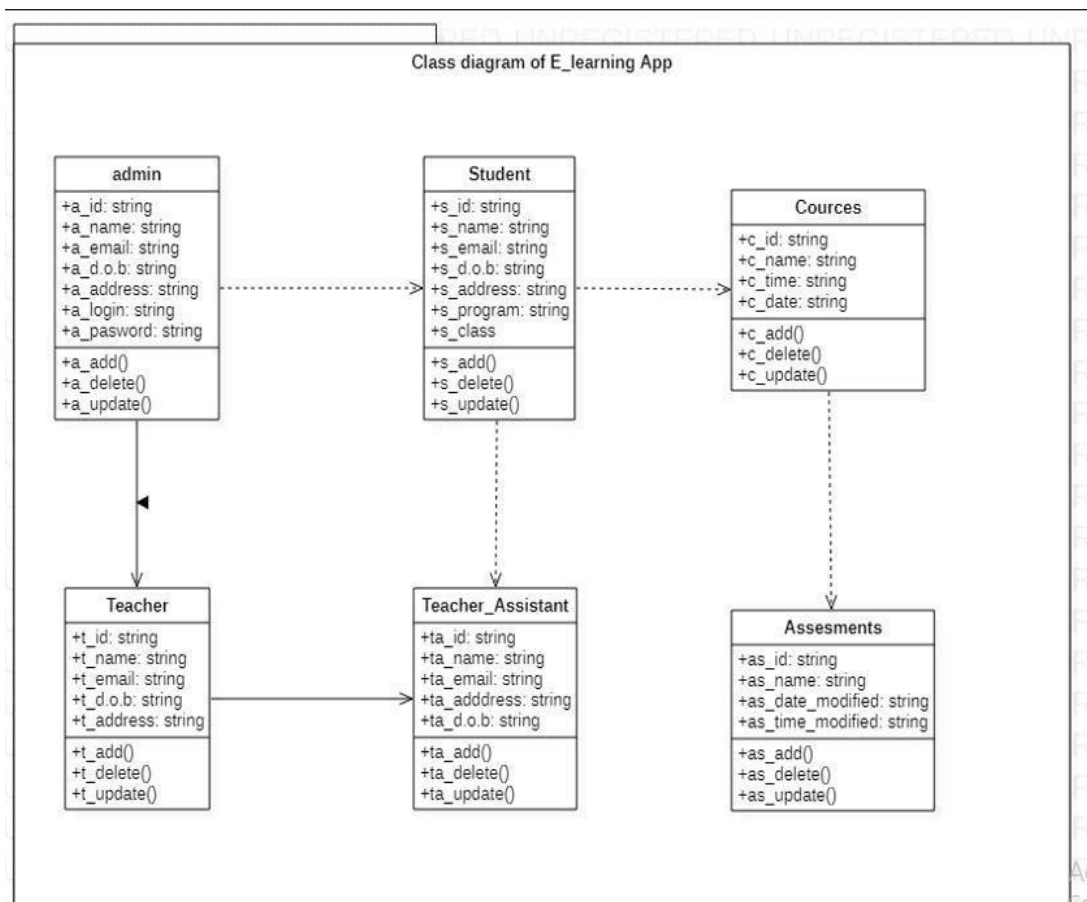 RED UNREGISTERED UNREGISTERED UNR
Class diagram of E_learning App
admin
+a_id: string
+a_name: string
+a_email: string
+a_d.o.b: string
+a_address: string
+a_login: string
+a_pasword: string
+a_add()
+a_delete()
+a_update()
Student
+s_id: string
+s_name: string
+s_email: string
+s_d.o.b: string
+s_address: string
+s_program: string
+s_class
+s_add()
+s_delete()
+s_update()
Cources
+c_id: string
+c_name: string
+c_time: string
+c_date: string
+c_add()
+c_delete()
+c_update()
Teacher
+t_id: string
+t_name: string
+t_email: string
+t_d.o.b: string
+t_address: string
+t_add()
+t_delete()
+t_update()
Teacher_Assistant
+ta_id: string
+ta_name: string
+ta_email: string
+ta_adddress: string
+ta_d.o.b: string
+ta_add()
+ta_delete()
+ta_update()
Assesments
+as_id: string
+as_name: string
+as_date_modified: string
+as_time_modified: string
+as_add()
+as_delete()
+as_update()